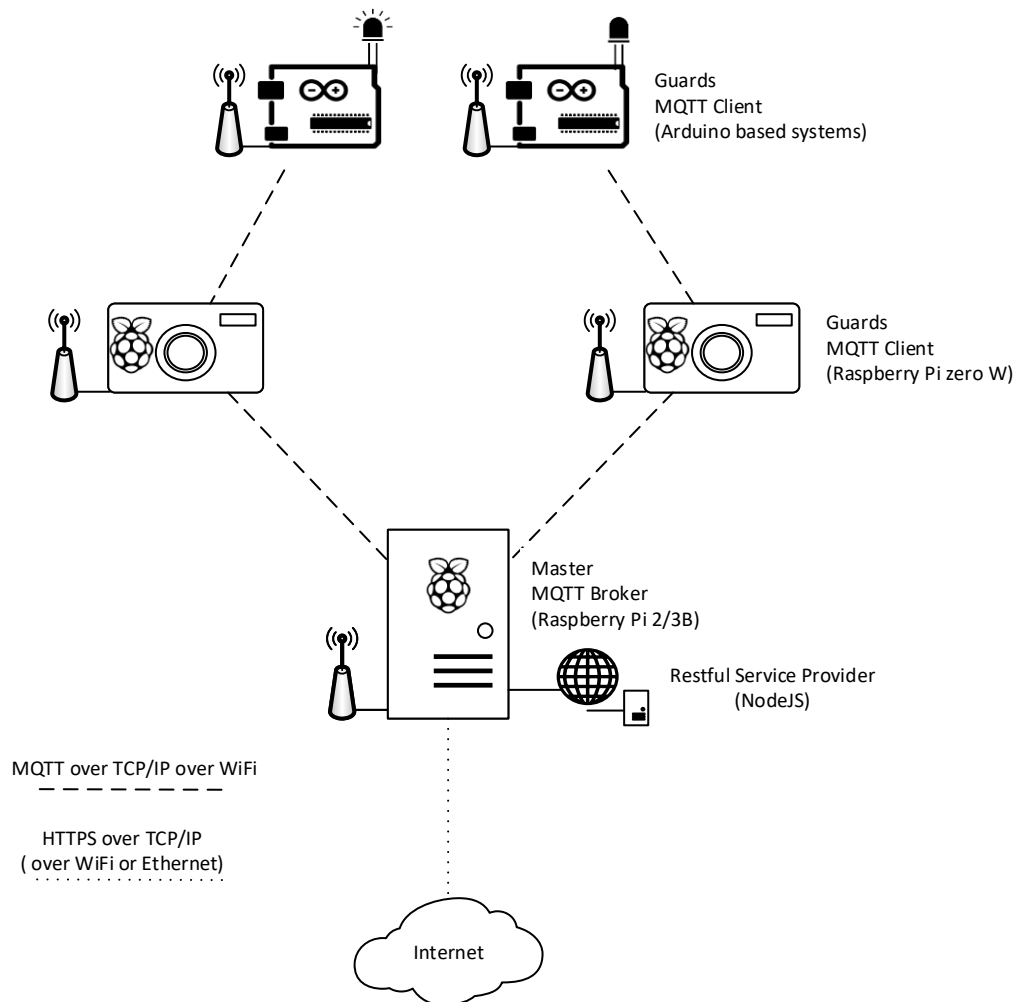 Guards
MQTT Client
(Arduino based systems)
Guards
MQTT Client
(Raspberry Pi zero W)
Master
MQTT Broker
(Raspberry Pi 2/3B)
Restful Service Provider
(NodeJS)
MQTT over TCP/IP over WiFi
HTTPS over TCP/IP
( over WiFi or Ethernet)
Internet